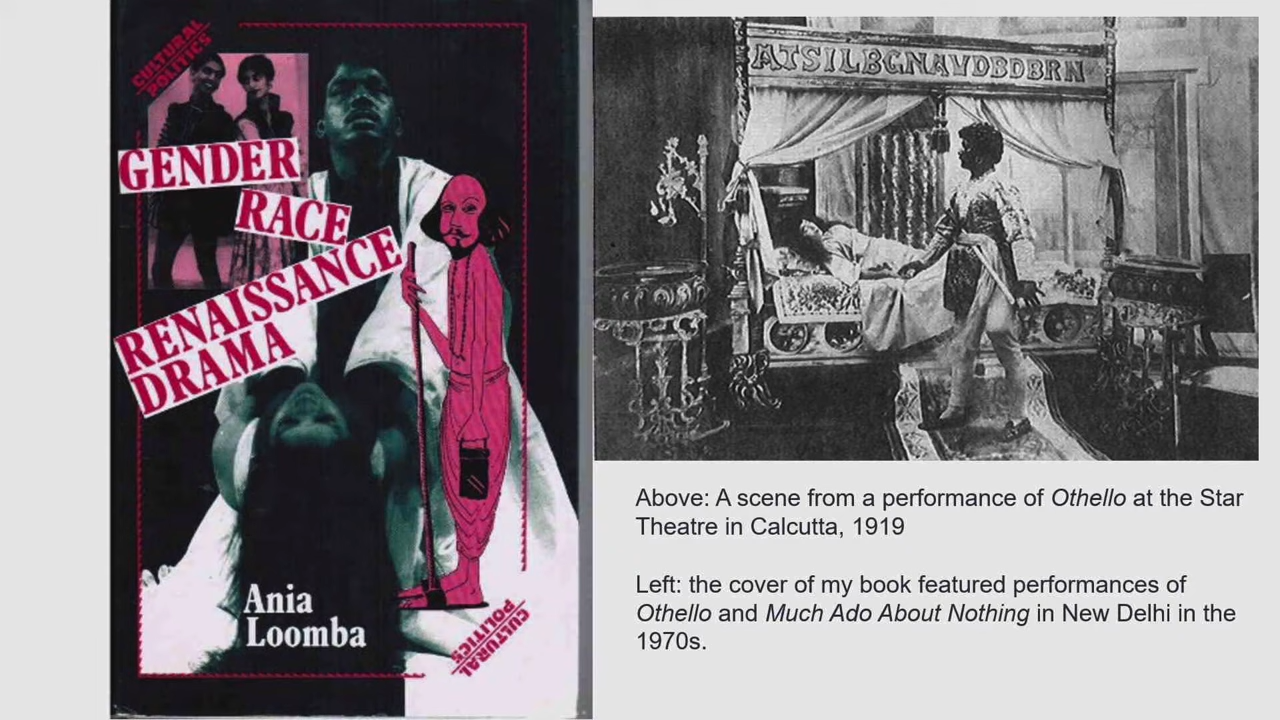 CULTURAL
POLITICS
GENDER
RACE
RENAISSANCE
DRAMA
Ania
Loomba
CULTURAL
POLITICS
ATSILBGNAVDBDBRN
Above: A scene from a performance of Othello at the Star
Theatre in Calcutta, 1919
Left: the cover of my book featured performances of
Othello and Much Ado About Nothing in New Delhi in the
1970s.